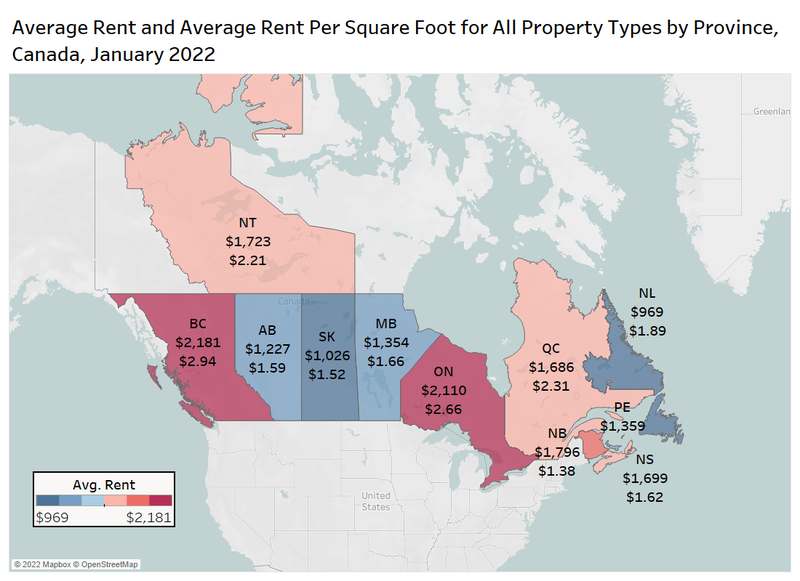 Average Rent and Average Rent Per Square Foot for All Property Types by Province,
Canada, January 2022
Greenlan
NT
$1,723
$2.21
Canada
BC
$2,181
$2.94
AB
$1,227
$1.59
SK
$1,026
$1.52
MB
$1,354
$1.66
ON
$2,110
$2.66
QC
$1,686
$2.31
NL
$969
$1.89
PE
$1,359
NB
$1,796
$1.38
NS
$1,699
$1.62
United
States
Avg. Rent
$969 $2,181
© 2022 Mapbox © OpenStreetMap